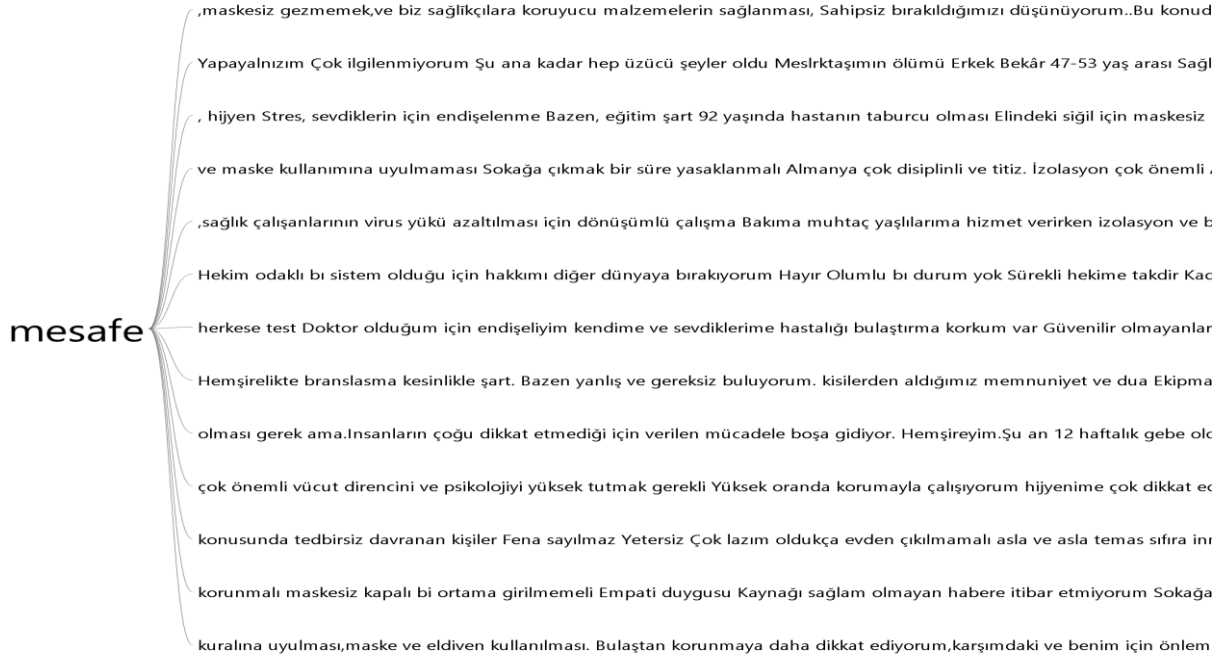 ,maskesiz gezmemek,ve biz sağlîkçılara koruyucu malzemelerin sağlanması, Sahipsiz bırakıldığımızı düşünüyorum..Bu konud
Yapayalnızım Çok ilgilenmiyorum Şu ana kadar hep üzücü şeyler oldu Meslrktaşımın ölümü Erkek Bekâr 47-53 yaş arası Sağl
, hijyen Stres, sevdiklerin için endişelenme Bazen, eğitim şart 92 yaşında hastanın taburcu olması Elindeki siğil için maskesiz
ve maske kullanımına uyulmaması Sokağa çıkmak bir süre yasaklanmalı Almanya çok disiplinli ve titiz. İzolasyon çok önemli
,sağlık çalışanlarının virus yükü azaltılması için dönüşümlü çalışma Bakıma muhtaç yaşlılarıma hizmet verirken izolasyon ve b
Hekim odaklı bı sistem olduğu için hakkımı diğer dünyaya bırakıyorum Hayır Olumlu bı durum yok Sürekli hekime takdir Kad
mesafe
herkese test Doktor olduğum için endişeliyim kendime ve sevdiklerime hastalığı bulaştırma korkum var Güvenilir olmayanlar
Hemşirelikte branslasma kesinlikle şart. Bazen yanlış ve gereksiz buluyorum. kisilerden aldığımız memnuniyet ve dua Ekipma
olması gerek ama.Insanların çoğu dikkat etmediği için verilen mücadele boşa gidiyor. Hemşireyim.Şu an 12 haftalık gebe old
çok önemli vücut direncini ve psikolojiyi yüksek tutmak gerekli Yüksek oranda korumayla çalışıyorum hijyenime çok dikkat ed
konusunda tedbirsiz davranan kişiler Fena sayılmaz Yetersiz Çok lazım oldukça evden çıkılmamalı asla ve asla temas sıfıra inm
korunmalı maskesiz kapalı bi ortama girilmemeli Empati duygusu Kaynağı sağlam olmayan habere itibar etmiyorum Sokağa
kuralına uyulması,maske ve eldiven kullanılması. Bulaştan korunmaya daha dikkat ediyorum,karşımdaki ve benim için önlem